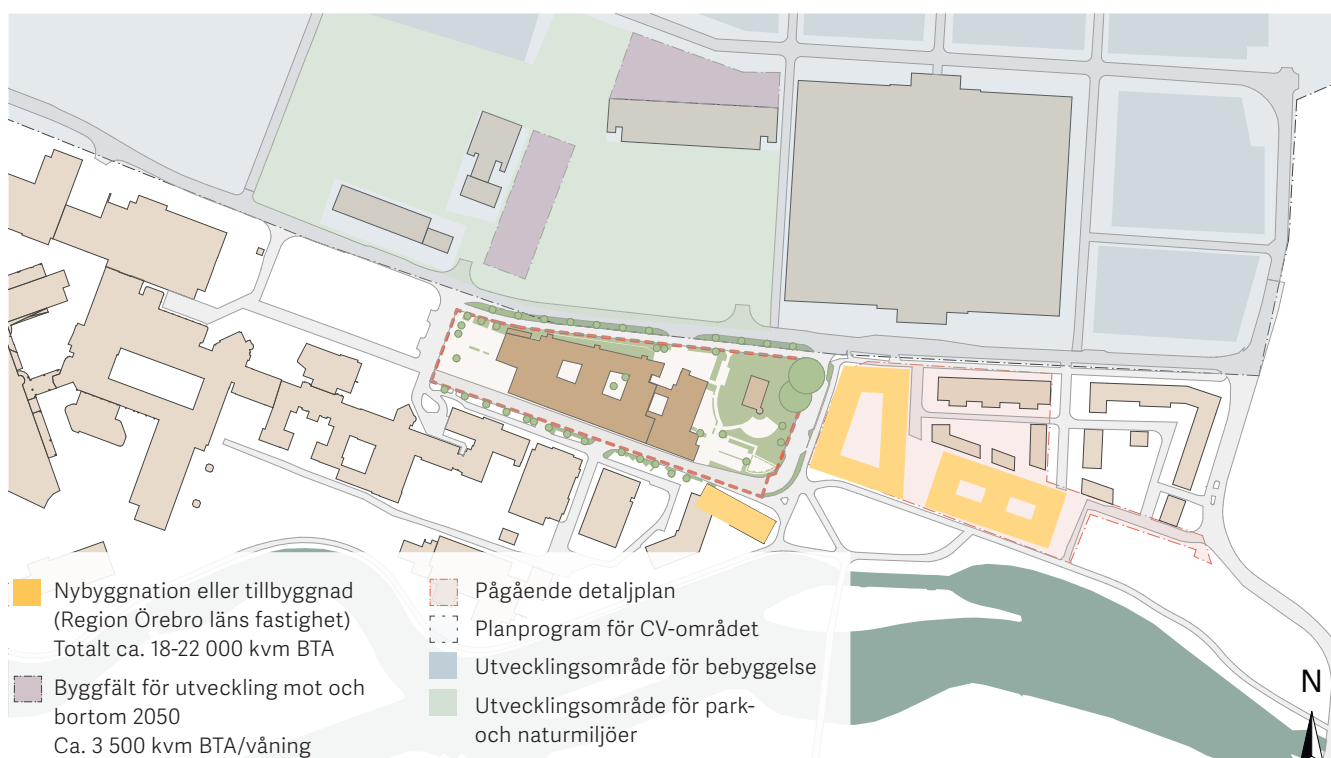 Nybyggnation eller tillbyggnad
(Region Örebro läns fastighet)
Totalt ca. 18-22 000 kvm BTA
Byggfält för utveckling mot och
bortom 2050
Ca. 3 500 kvm BTA/våning
Pågående detaljplan
Planprogram för CV-området
Utvecklingsområde för bebyggelse
Utvecklingsområde för park-
och naturmiljöer
N